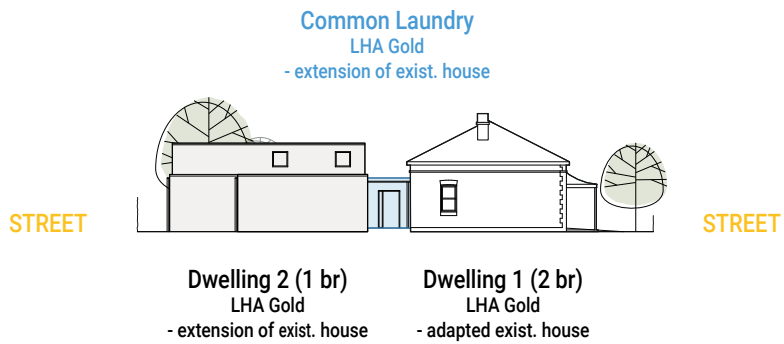 Common Laundry
LHA Gold
- extension of exist. house
STREET
STREET
Dwelling 2 (1 br)
LHA Gold
- extension of exist. house
Dwelling 1 (2 br)
LHA Gold
- adapted exist. house